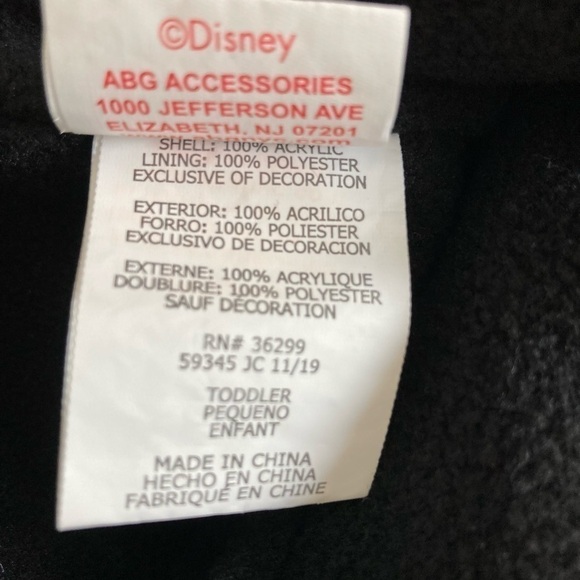 ©Disney
ABG ACCESSORIES
1000 JEFFERSON AVE
ELIZABETH, NJ 07201
SHELL: 100% ACRYLIC
LINING: 100% POLYESTER
EXCLUSIVE OF DECORATION
EXTERIOR: 100% ACRILICO
FORRO: 100% POLIESTER
EXCLUSIVO DE DECORACION
EXTERNE: 100% ACRYLIQUE
DOUBLURE: 100% POLYESTER
SAUF DECORATION
RN# 36299
59345 JC 11/19
TODDLER
PEQUENO
ENFANT
MADE IN CHINA
HECHO EN CHINA
FABRIQUÉ EN CHINE